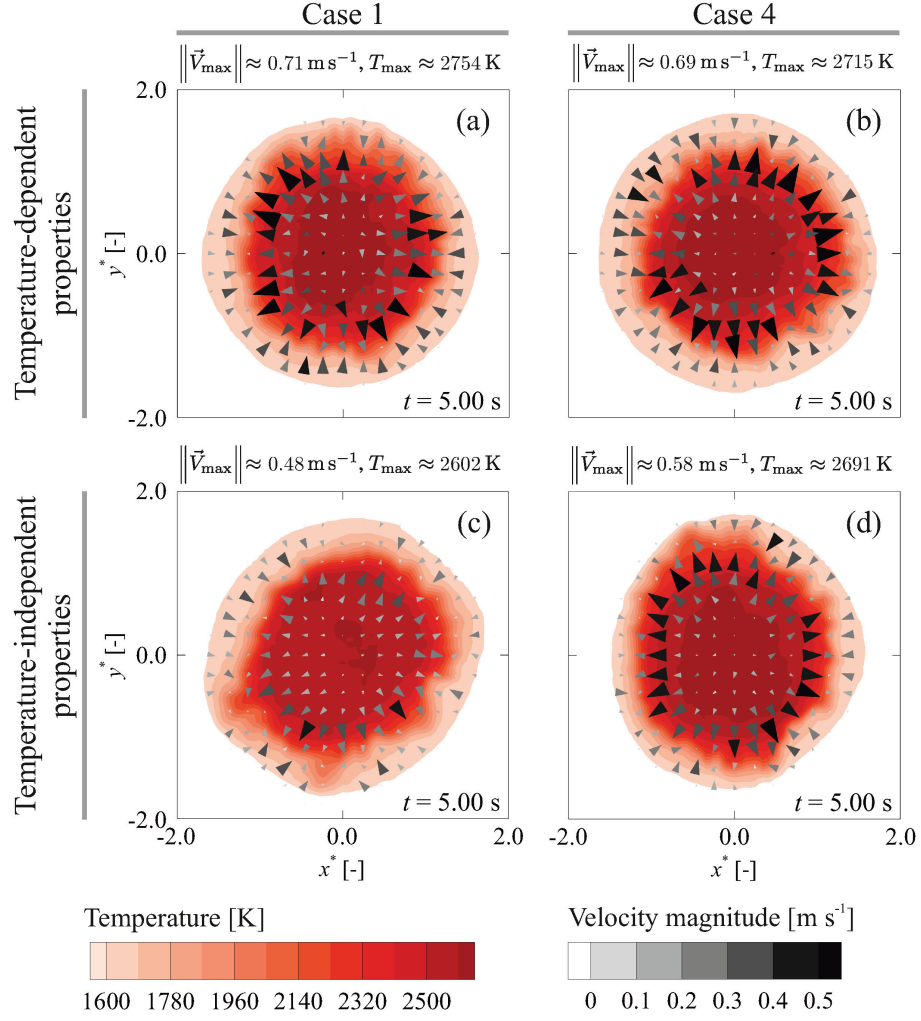 Case 1
Case 4
‖V⃗max‖ ≈ 0.71 m s⁻¹, Tmax ≈ 2754 K
‖V⃗max‖ ≈ 0.69 m s⁻¹, Tmax ≈ 2715 K
Temperature-dependent
properties
2.0
y* [-]
0.0
-2.0
(a)
t = 5.00 s
(b)
t = 5.00 s
‖V⃗max‖ ≈ 0.48 m s⁻¹, Tmax ≈ 2602 K
‖V⃗max‖ ≈ 0.58 m s⁻¹, Tmax ≈ 2691 K
Temperature-independent
properties
2.0
y* [-]
0.0
-2.0
(c)
t = 5.00 s
(d)
t = 5.00 s
-2.0 0.0 2.0
x* [-]
-2.0 0.0 2.0
x* [-]
Temperature [K]
1600 1780 1960 2140 2320 2500
Velocity magnitude [m s⁻¹]
0 0.1 0.2 0.3 0.4 0.5